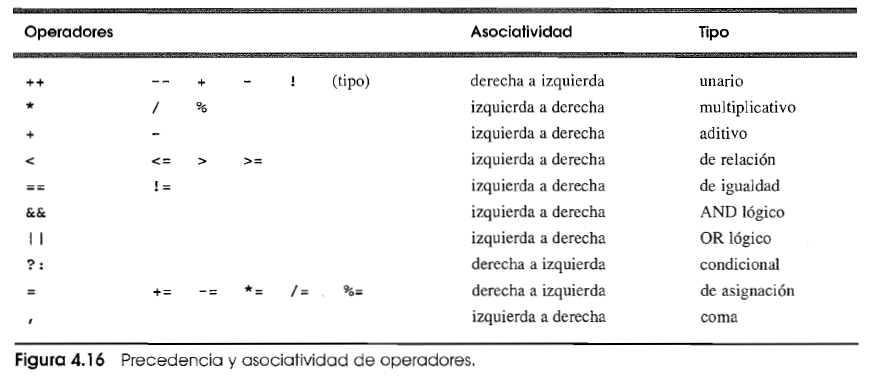 Operadores Asociatividad Tipo
++ -- + - ! (tipo) derecha a izquierda unario
* / % izquierda a derecha multiplicativo
+ - izquierda a derecha aditivo
< <= > >= izquierda a derecha de relación
== != izquierda a derecha de igualdad
&& izquierda a derecha AND lógico
|| izquierda a derecha OR lógico
?: derecha a izquierda condicional
= += -= *= /= %= derecha a izquierda de asignación
, izquierda a derecha coma
Figura 4.16 Precedencia y asociatividad de operadores.